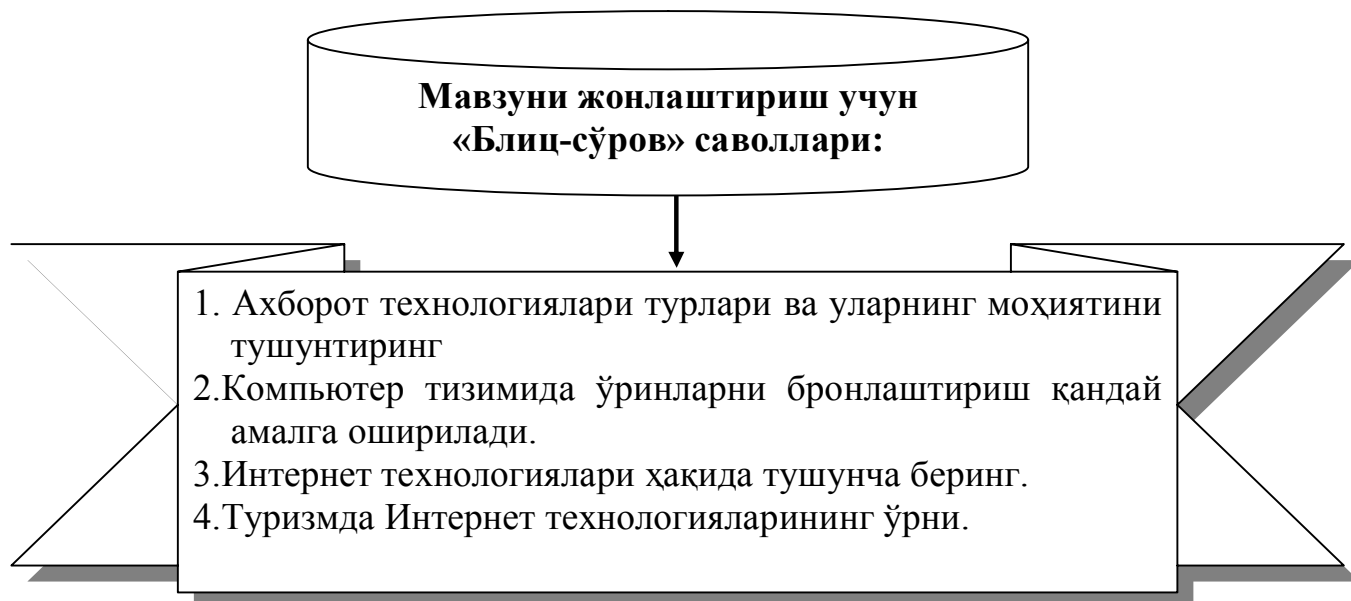 Мавзуни жонлаштириш учун
«Блиц-сўров» саволлари:
1. Ахборот технологиялари турлари ва уларнинг моҳиятини
тушунтиринг
2.Компьютер тизимида ўринларни бронлаштириш қандай
амалга оширилади.
3.Интернет технологиялари ҳақида тушунча беринг.
4.Туризмда Интернет технологияларининг ўрни.